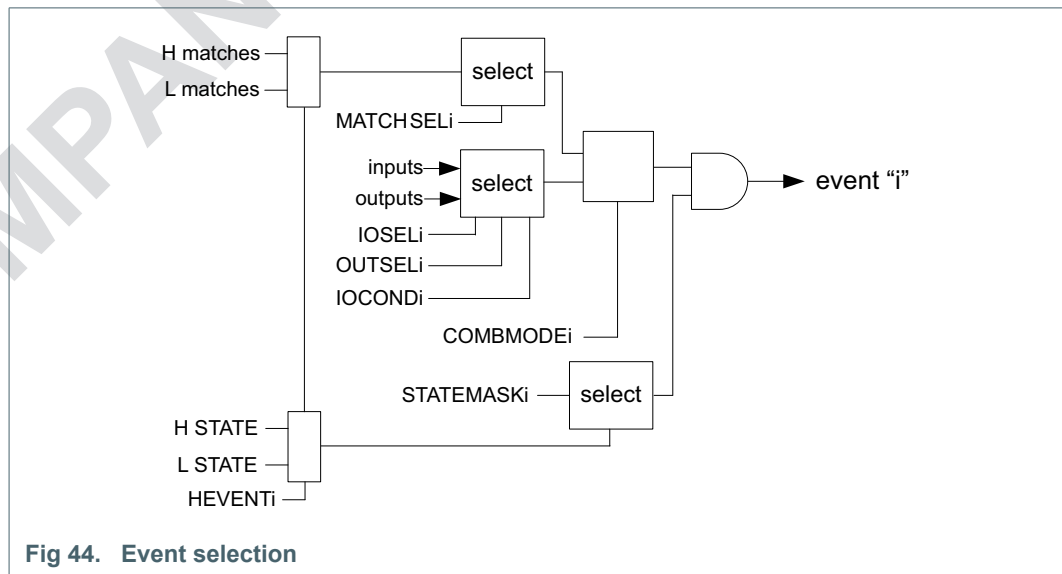 H matches
L matches
select
MATCHSELi
inputs
outputs
select
IOSELi
OUTSELi
IOCONDi
COMBMODEi
event “i”
STATEMASKi
select
H STATE
L STATE
HEVENTi
Fig 44. Event selection
MPAN